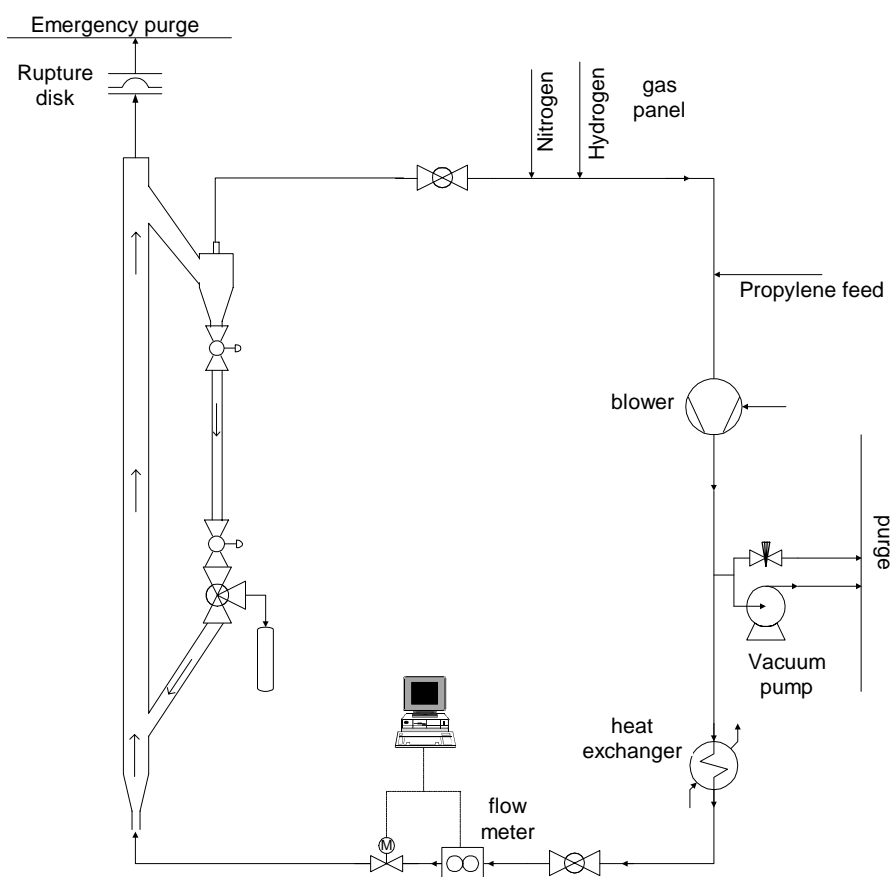 Emergency purge
Rupture
disk
Nitrogen
Hydrogen
gas
panel
Propylene feed
blower
purge
Vacuum
pump
heat
exchanger
flow
meter
M